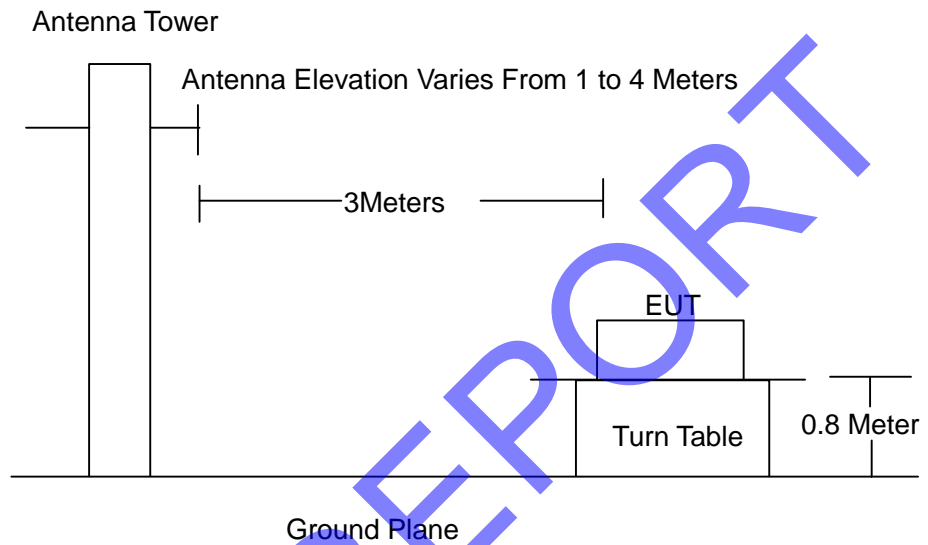 Antenna Tower
Antenna Elevation Varies From 1 to 4 Meters
3Meters
EUT
Turn Table
0.8 Meter
Ground Plane
REPORT